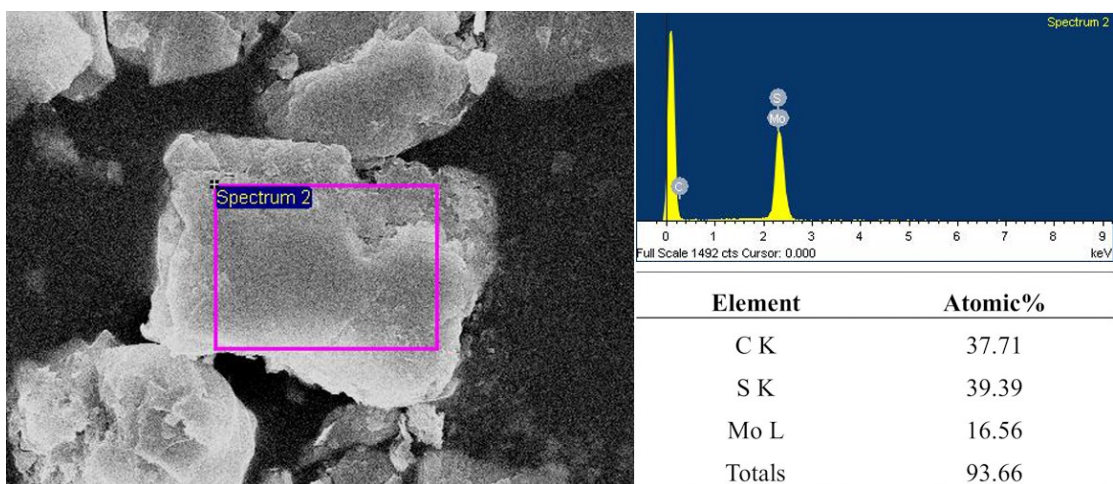 Spectrum 2
Spectrum 2
S
Mo
C
0 1 2 3 4 5 6 7 8 9
Full Scale 1492 cts Cursor: 0.000 keV
Element Atomic%
C K 37.71
S K 39.39
Mo L 16.56
Totals 93.66